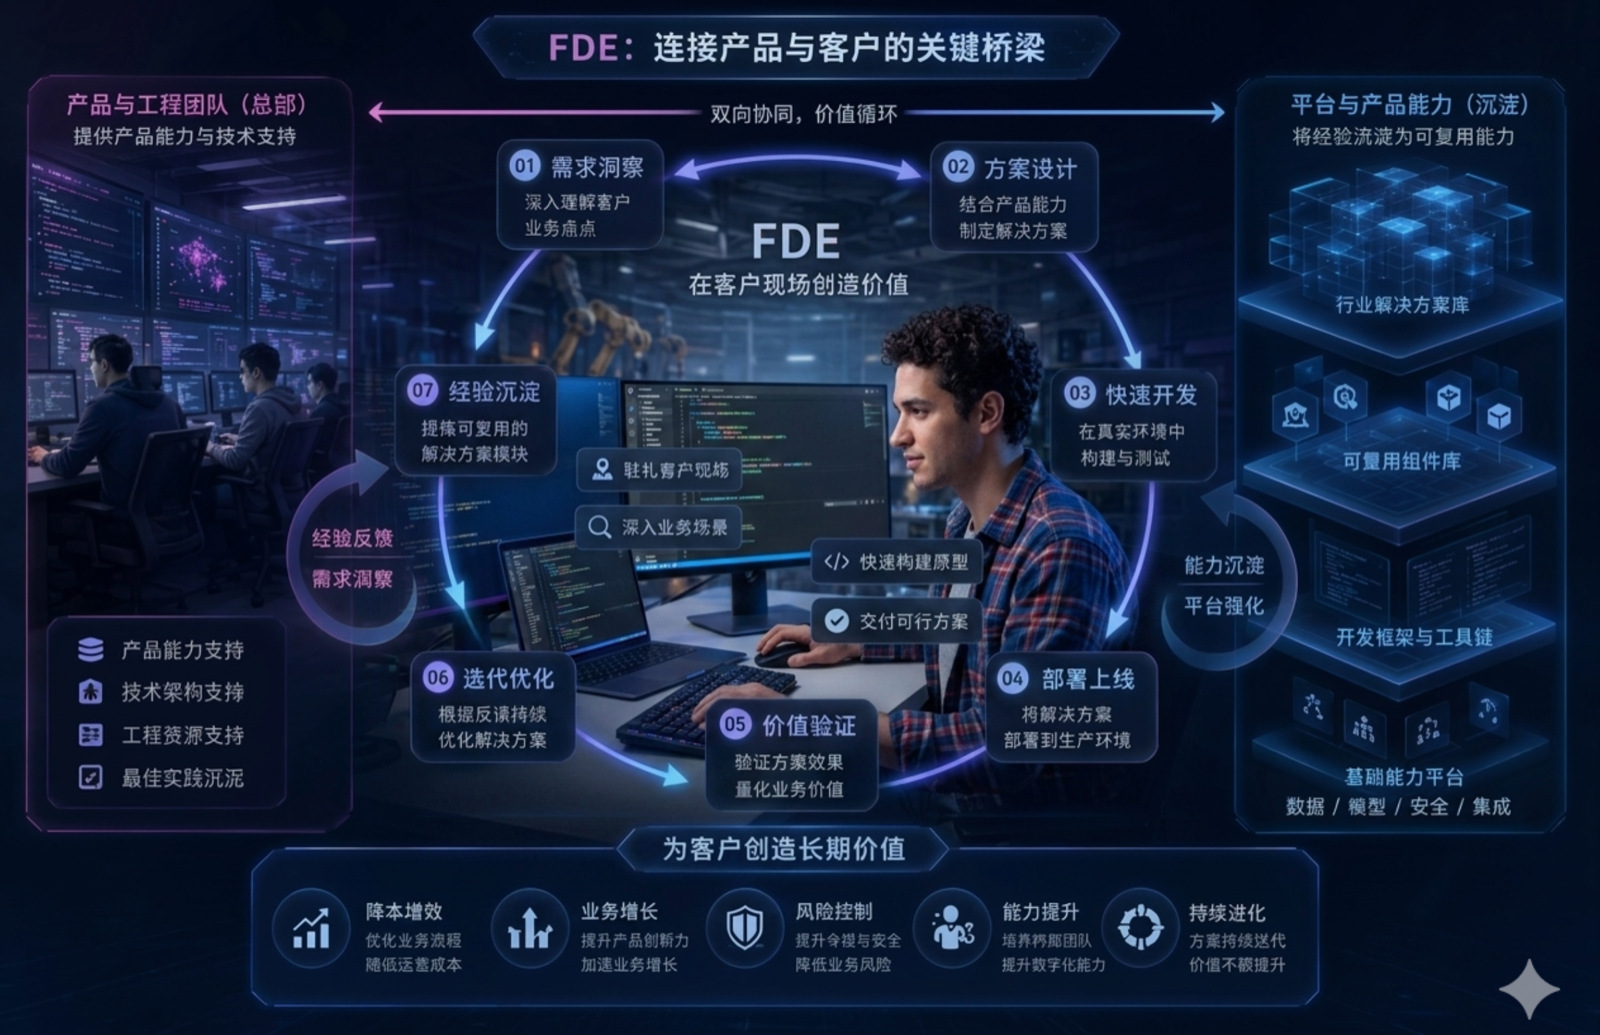 FDE：连接产品与客户的关键桥梁
产品与工程团队（总部）
提供产品能力与技术支持
双向协同，价值循环
平台与产品能力（沉淀）
将经验流淀为可复用能力
01 需求洞察
深入理解客户
业务痛点
02 方案设计
结合产品能力
制定解决方案
FDE
在客户现场创造价值
行业解决方案库
07 经验沉淀
提炼可复用的
解决方案模块
03 快速开发
在真实环境中
构建与测试
驻扎客户现场
深入业务场景
</> 快速构建原型
交付可行方案
可量用组件库
经验反馈
需求洞察
能力沉淀
平台强化
开发框架与工具链
产品能力支持
技术架构支持
工程资源支持
最佳实践沉泥
06 迭代优化
根据反馈持续
优化解决方案
05 价值验证
验证方案效果
量化业务价值
04 部署上线
将解决方案
部署到生产环境
基础能力平台
数据 / 模型 / 安全 / 集成
为客户创造长期价值
降本增效
优化业务流程
降低运营成本
业务增长
提升产品创新力
加速业务增长
风险控制
提升合规与安全
降低业务风险
能力提升
团队
提升数字化能力
持续进化
方案持续迭代
价值不断提升